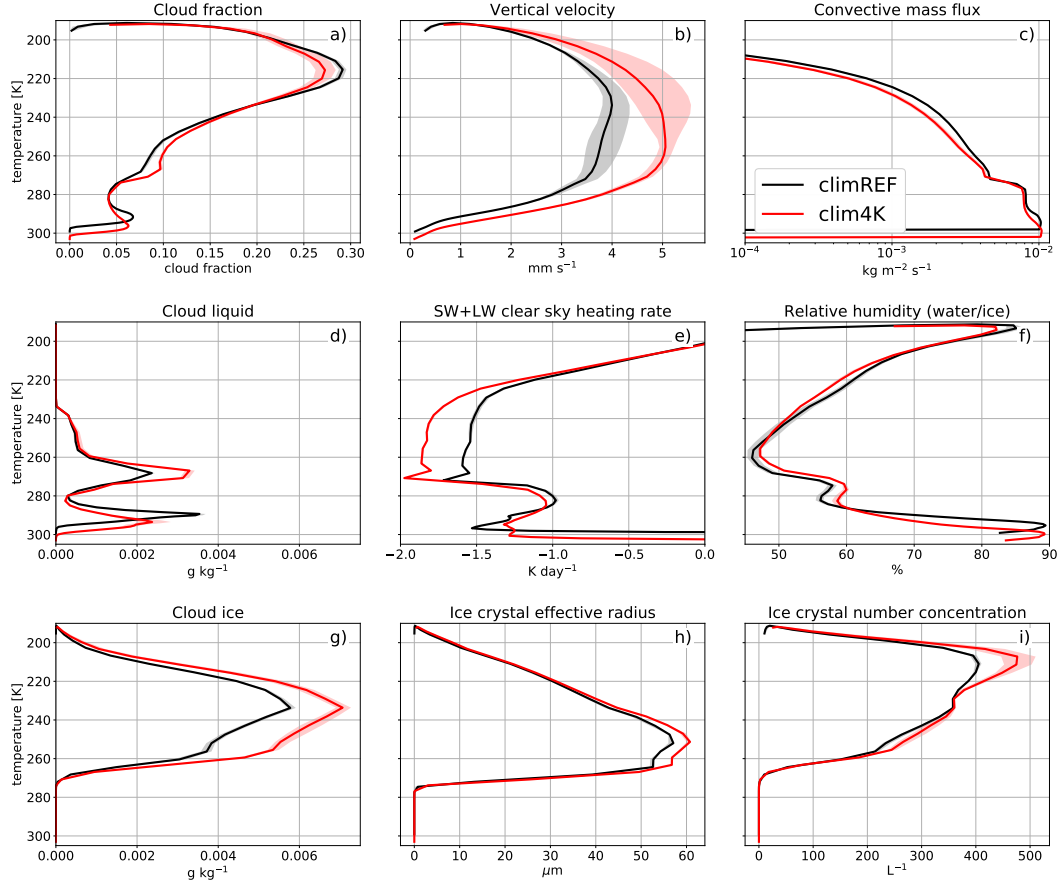 Cloud fraction
Vertical velocity
Convective mass flux
a)
b)
c)
200
220
240
260
280
300
temperature [K]
climREF
clim4K
0.00 0.05 0.10 0.15 0.20 0.25 0.30
cloud fraction
0 1 2 3 4 5
mm s⁻¹
10⁻⁴ 10⁻³ 10⁻²
kg m⁻² s⁻¹
Cloud liquid
SW+LW clear sky heating rate
Relative humidity (water/ice)
d)
e)
f)
200
220
240
260
280
300
temperature [K]
0.000 0.002 0.004 0.006
g kg⁻¹
−2.0 −1.5 −1.0 −0.5 0.0
K day⁻¹
50 60 70 80 90
%
Cloud ice
Ice crystal effective radius
Ice crystal number concentration
g)
h)
i)
200
220
240
260
280
300
temperature [K]
0.000 0.002 0.004 0.006
g kg⁻¹
0 10 20 30 40 50 60
μm
0 100 200 300 400 500
L⁻¹